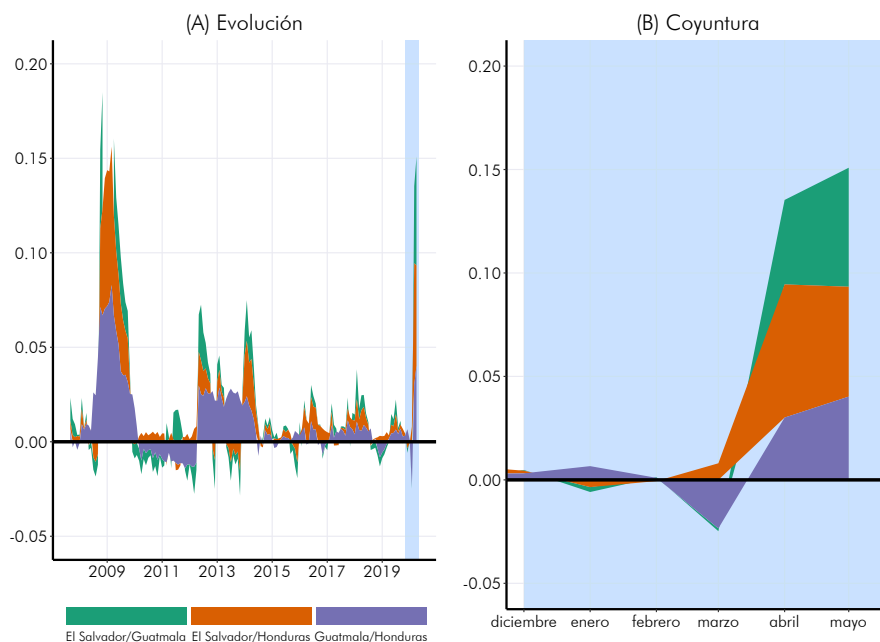 (A) Evolución
(B) Coyuntura
0.20
0.15
0.10
0.05
0.00
-0.05
2009 2011 2013 2015 2017 2019
0.20
0.15
0.10
0.05
0.00
-0.05
diciembre enero febrero marzo abril mayo
El Salvador/Guatmala El Salvador/Honduras Guatmala/Honduras